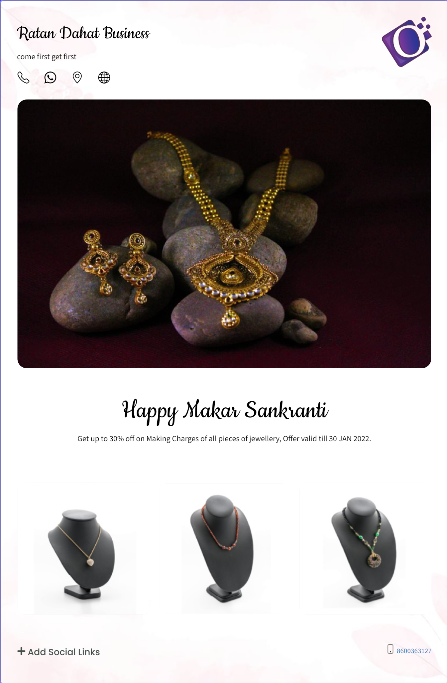 Ratan Dahat Business
come first get first
Happy Makar Sankranti
Get up to 30% off on Making Charges of all pieces of jewellery, Offer valid till 30 JAN 2022.
+ Add Social Links
8600363127